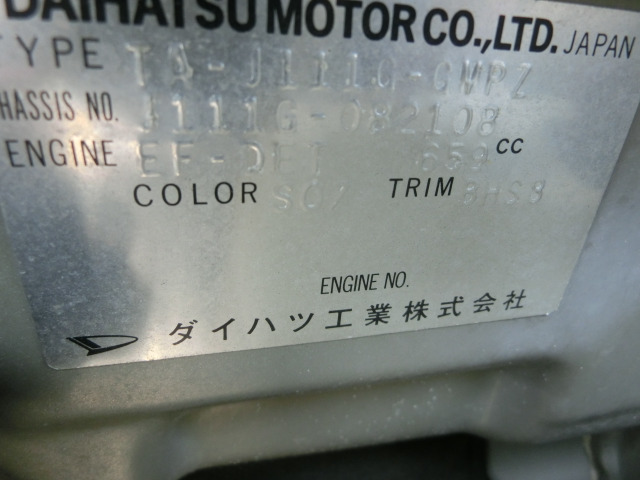 DAIHATSU MOTOR CO.,LTD. JAPAN
TYPE TA-J111G-GMPZ
CHASSIS NO. J111G-082108
ENGINE EF-DET 659 CC
COLOR S07 TRIM BHS8
ENGINE NO.
ダイハツ工業株式会社